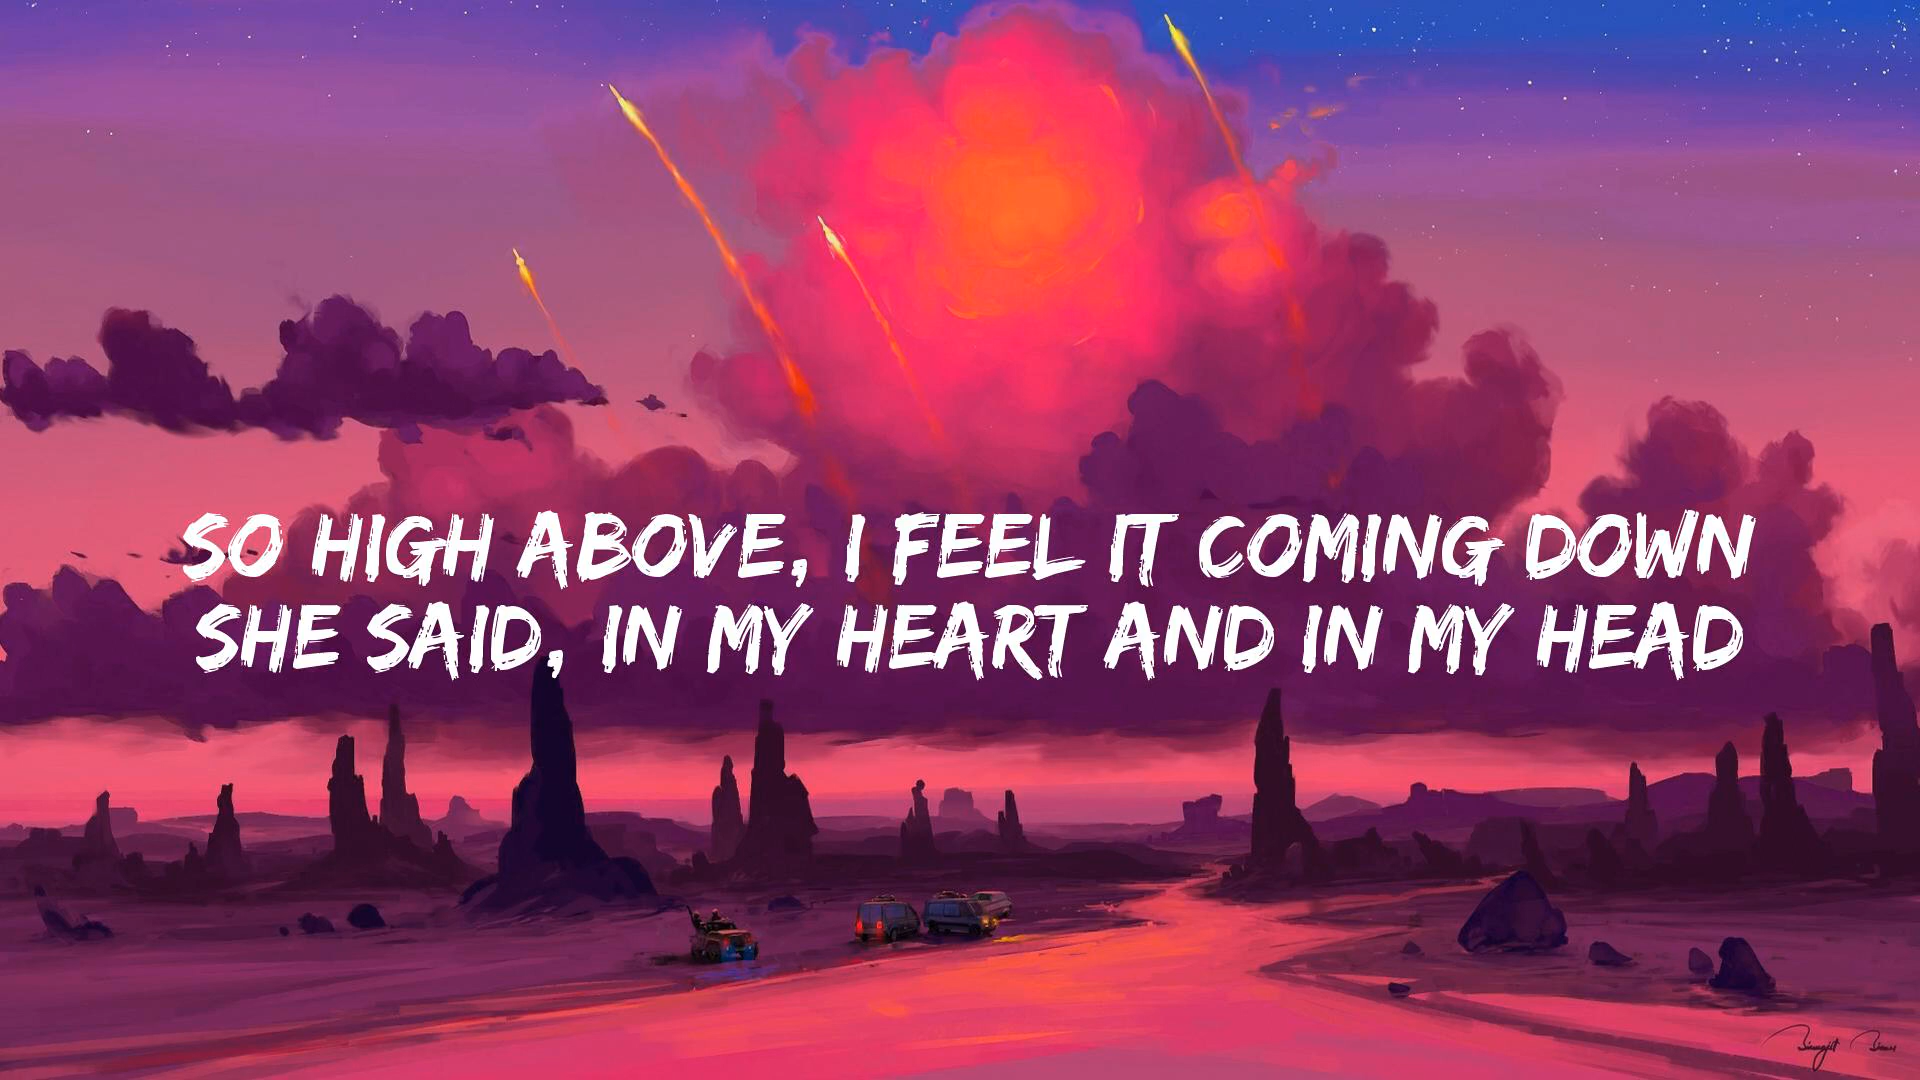 SO HIGH ABOVE, I FEEL IT COMING DOWN
SHE SAID, IN MY HEART AND IN MY HEAD